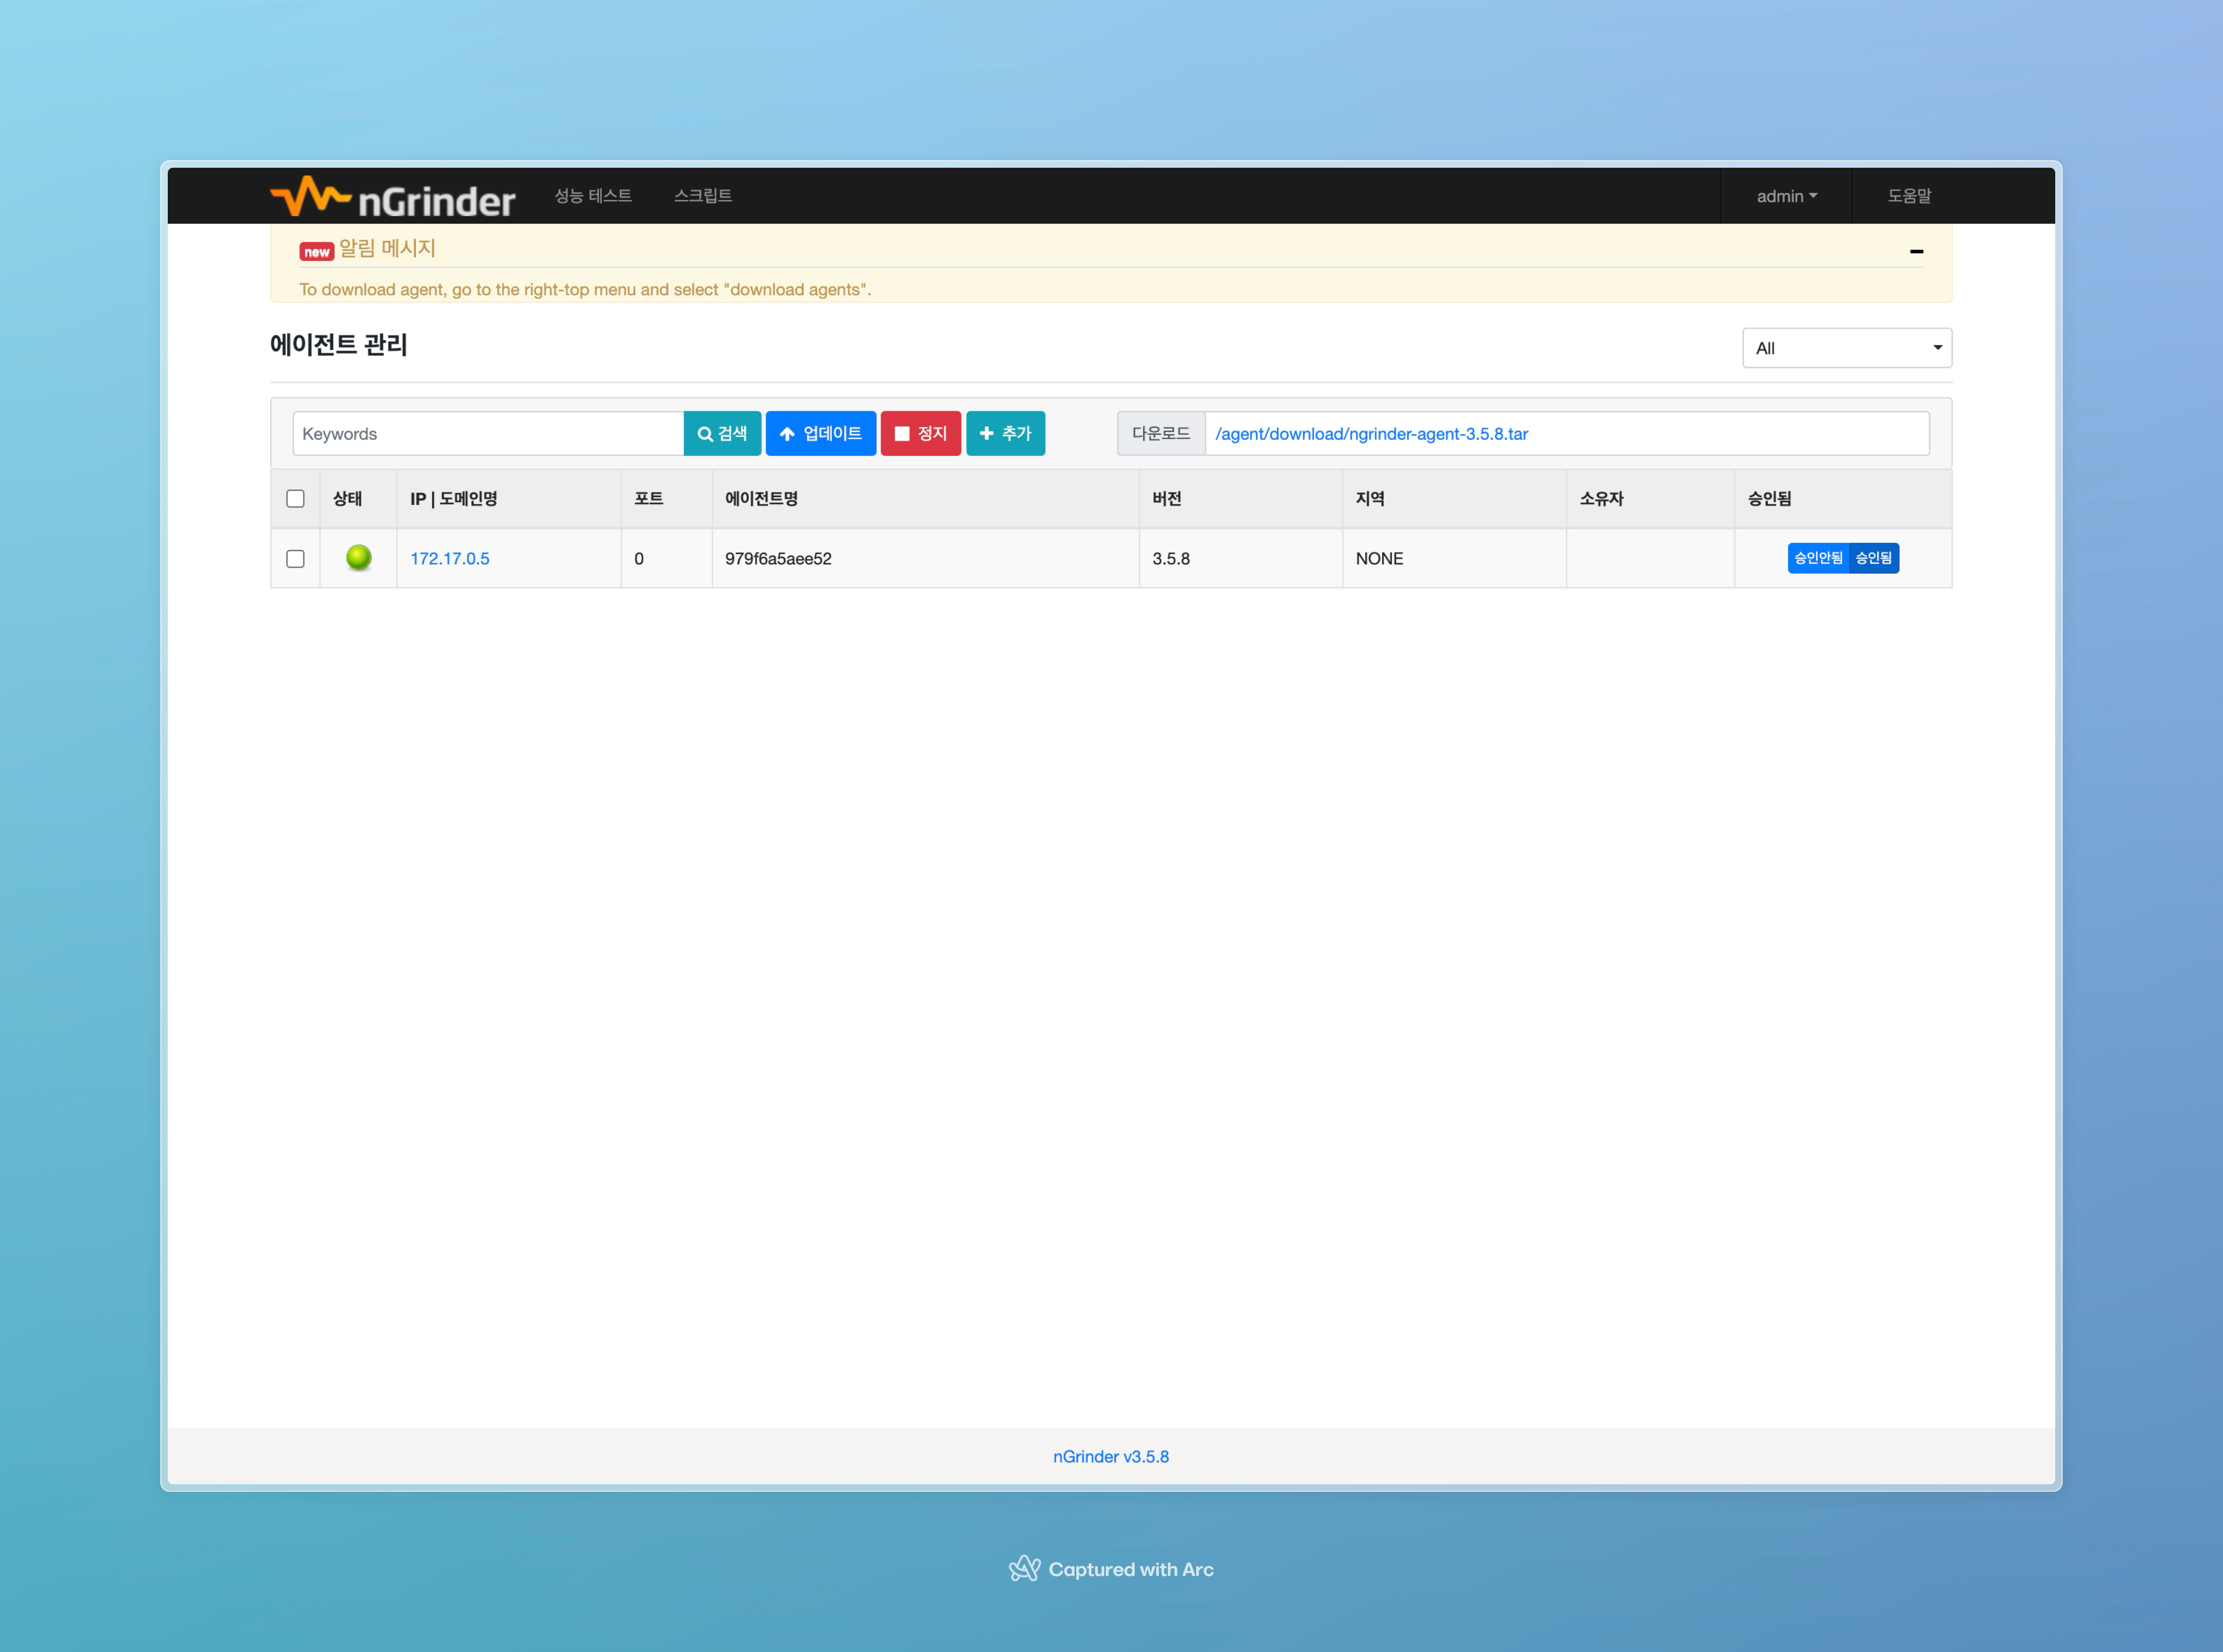 nGrinder 성능 테스트 스크립트 admin 도움말
new 알림 메시지
To download agent, go to the right-top menu and select "download agents".
에이전트 관리 All
Keywords 검색 업데이트 정지 추가 다운로드 /agent/download/ngrinder-agent-3.5.8.tar
상태 IP | 도메인명 포트 에이전트명 버전 지역 소유자 승인됨
172.17.0.5 0 979f6a5aee52 3.5.8 NONE 승인안됨 승인됨
nGrinder v3.5.8
Captured with Arc